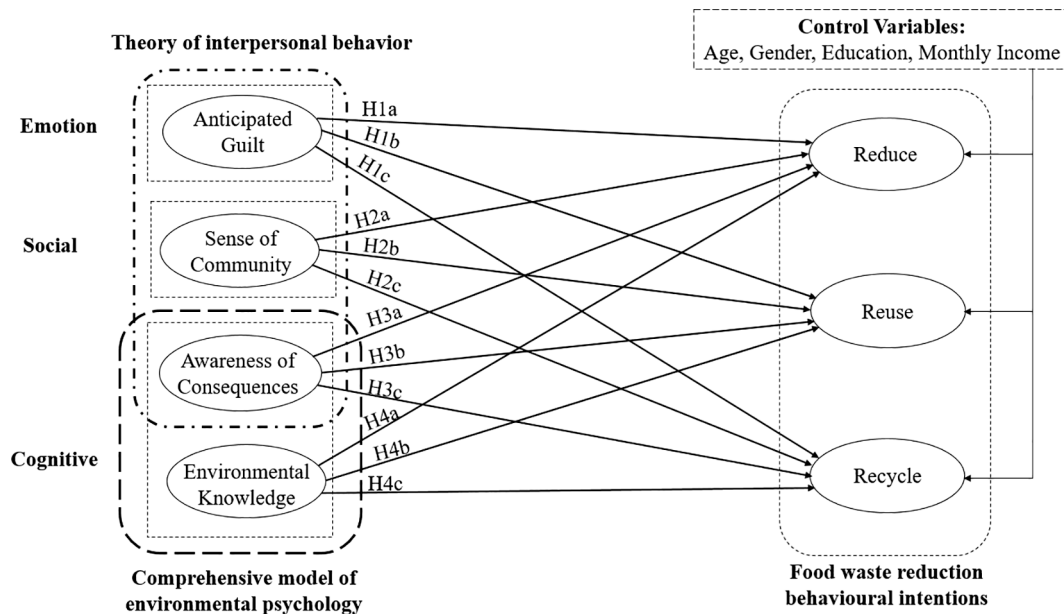 Control Variables:
Age, Gender, Education, Monthly Income
Theory of interpersonal behavior
Emotion
Anticipated
Guilt
H1a
H1b
H1c
Reduce
Social
Sense of
Community
H2a
H2b
H2c
Reuse
Awareness of
Consequences
H3a
H3b
H3c
Cognitive
Environmental
Knowledge
H4a
H4b
H4c
Recycle
Comprehensive model of
environmental psychology
Food waste reduction
behavioural intentions